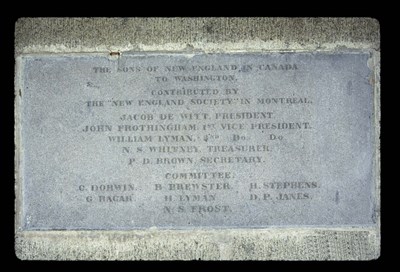 THE SONS OF NEW ENGLAND, IN CANADA
TO WASHINGTON.
CONTRIBUTED BY
THE "NEW ENGLAND SOCIETY" IN MONTREAL.
JACOB DE WITT, PRESIDENT.
JOHN FROTHINGHAM, 1ST VICE PRESIDENT.
WILLIAM LYMAN, 2ND DO. DO.
N. S. WHITNEY, TREASURER.
P. D. BROWN, SECRETARY.
COMMITTEE.
C. DORWIN. B. BREWSTER. H. STEPHENS.
G. HAGAR. H. LYMAN. D. P. JANES.
N. S. FROST.